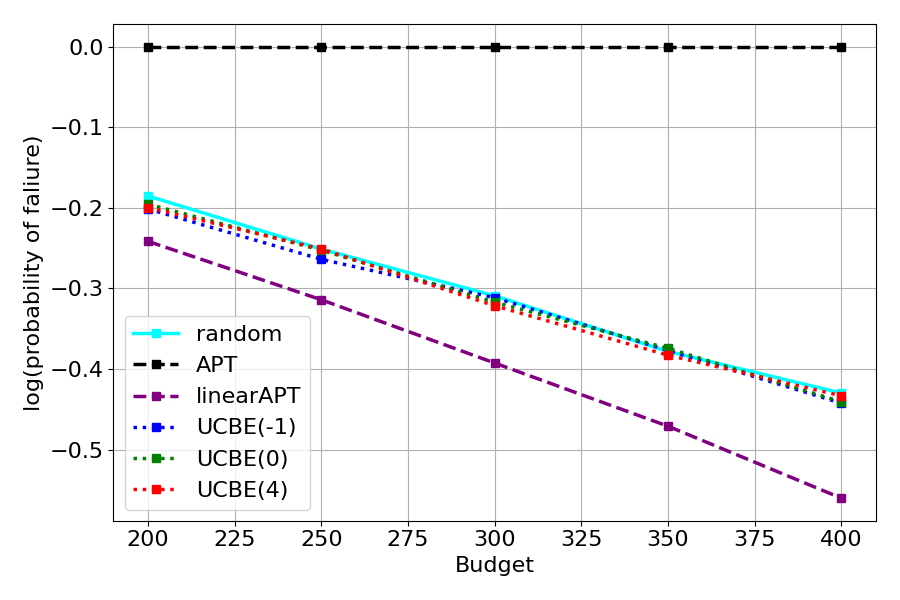 0.0
−0.1
−0.2
−0.3
−0.4
−0.5
log(probability of faliure)
random
APT
linearAPT
UCBE(-1)
UCBE(0)
UCBE(4)
200 225 250 275 300 325 350 375 400
Budget